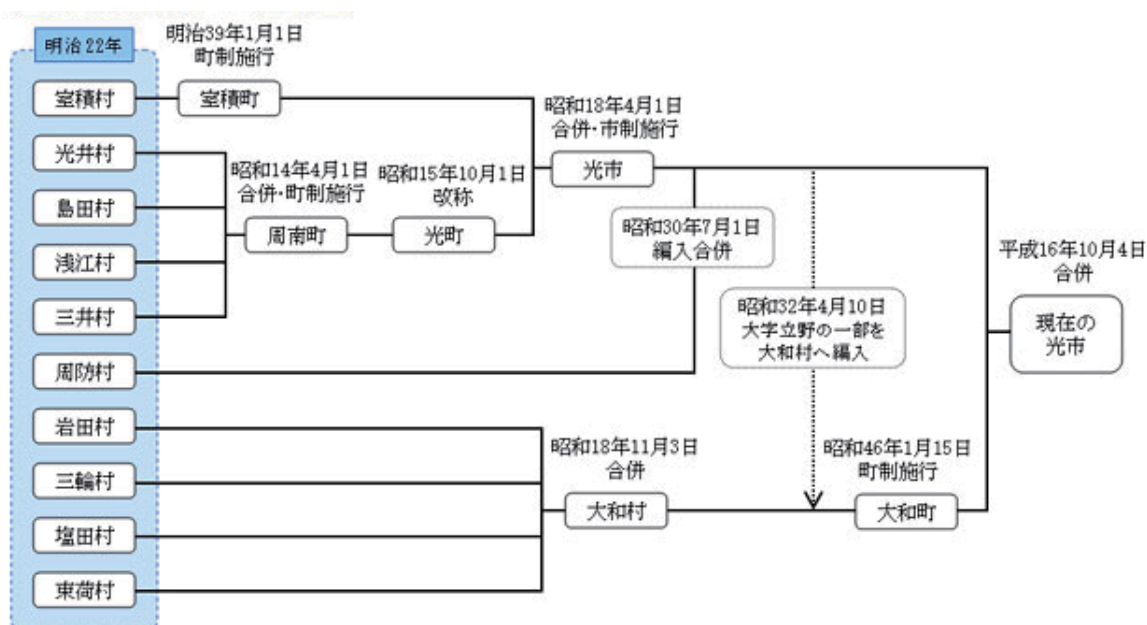 明治22年
明治39年1月1日
町制施行
室積村
室積町
昭和18年4月1日
合併･市制施行
光市
光井村
島田村
浅江村
三井村
昭和14年4月1日
合併･町制施行
周南町
昭和15年10月1日
改称
光町
昭和30年7月1日
編入合併
周防村
昭和32年4月10日
大字立野の一部を
大和村へ編入
平成16年10月4日
合併
現在の
光市
岩田村
三輪村
塩田村
東荷村
昭和18年11月3日
合併
大和村
昭和46年1月15日
町制施行
大和町